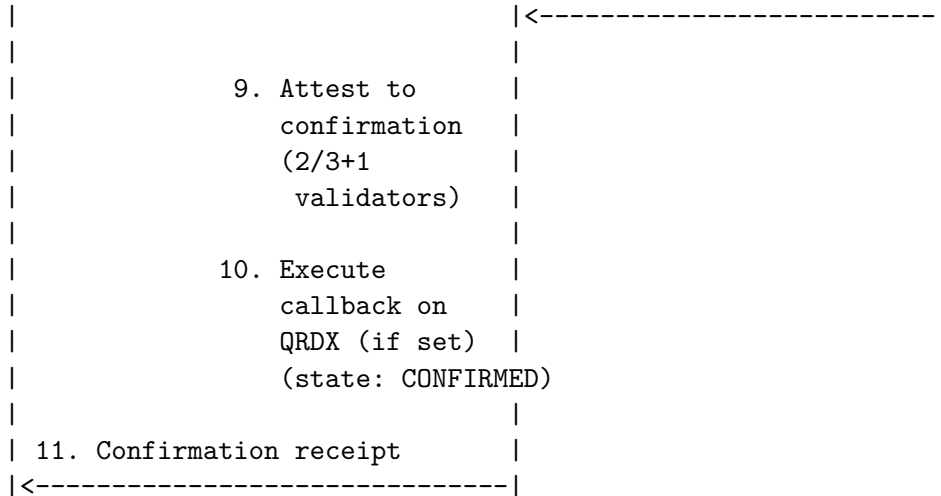 |                                |<--------------------------
|                                |
|              9. Attest to      |
|                 confirmation   |
|                 (2/3+1         |
|                  validators)   |
|                                |
|             10. Execute        |
|                 callback on    |
|                 QRDX (if set)  |
|                 (state: CONFIRMED)
|                                |
| 11. Confirmation receipt       |
|<-------------------------------|